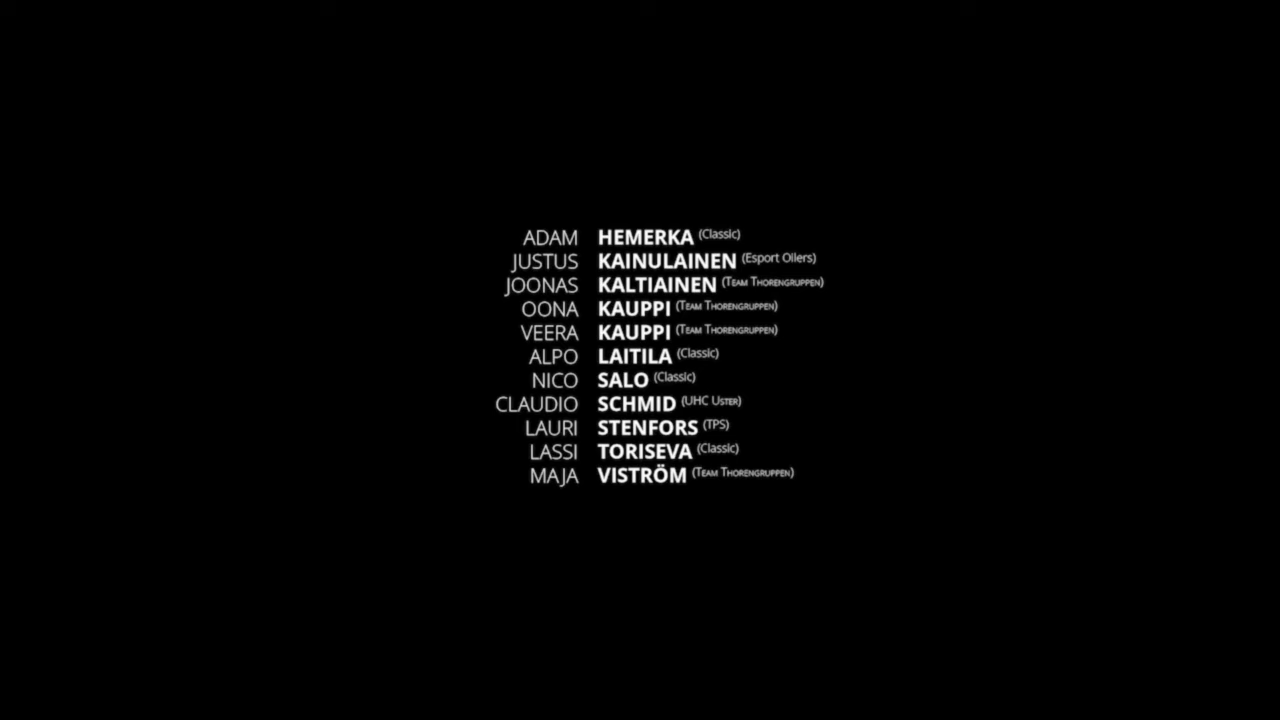 ADAM HEMERKA (Classic)
JUSTUS KAINULAINEN (Esport Oilers)
JOONAS KALTIAINEN (Team Thorengruppen)
OONA KAUPPI (Team Thorengruppen)
VEERA KAUPPI (Team Thorengruppen)
ALPO LAITILA (Classic)
NICO SALO (Classic)
CLAUDIO SCHMID (UHC Uster)
LAURI STENFORS (TPS)
LASSI TORISEVA (Classic)
MAJA VISTRÖM (Team Thorengruppen)